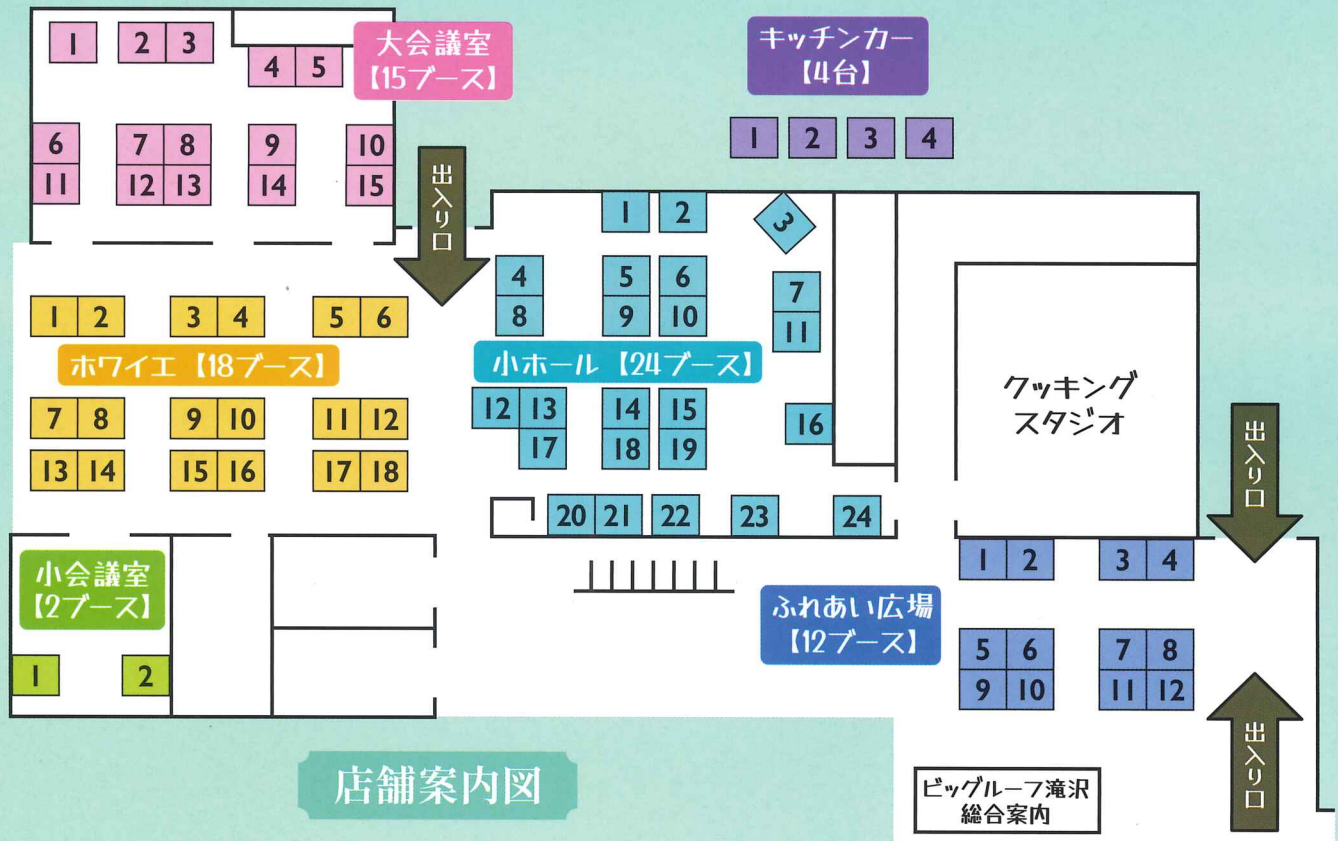 1 2 3
4 5
大会議室
【15ブース】
6 7 8 9 10
11 12 13 14 15
キッチンカー
【4台】
1 2 3 4
出入り口
1 2 3
4 5 6 7
8 9 10 11
小ホール【24ブース】
12 13 14 15 16
17 18 19
20 21 22 23 24
1 2 3 4 5 6
ホワイエ【18ブース】
7 8 9 10 11 12
13 14 15 16 17 18
小会議室
【2ブース】
1 2
クッキング
スタジオ
出入り口
1 2 3 4
ふれあい広場
【12ブース】
5 6 7 8
9 10 11 12
出入り口
店舗案内図
ビッグルーフ滝沢
総合案内